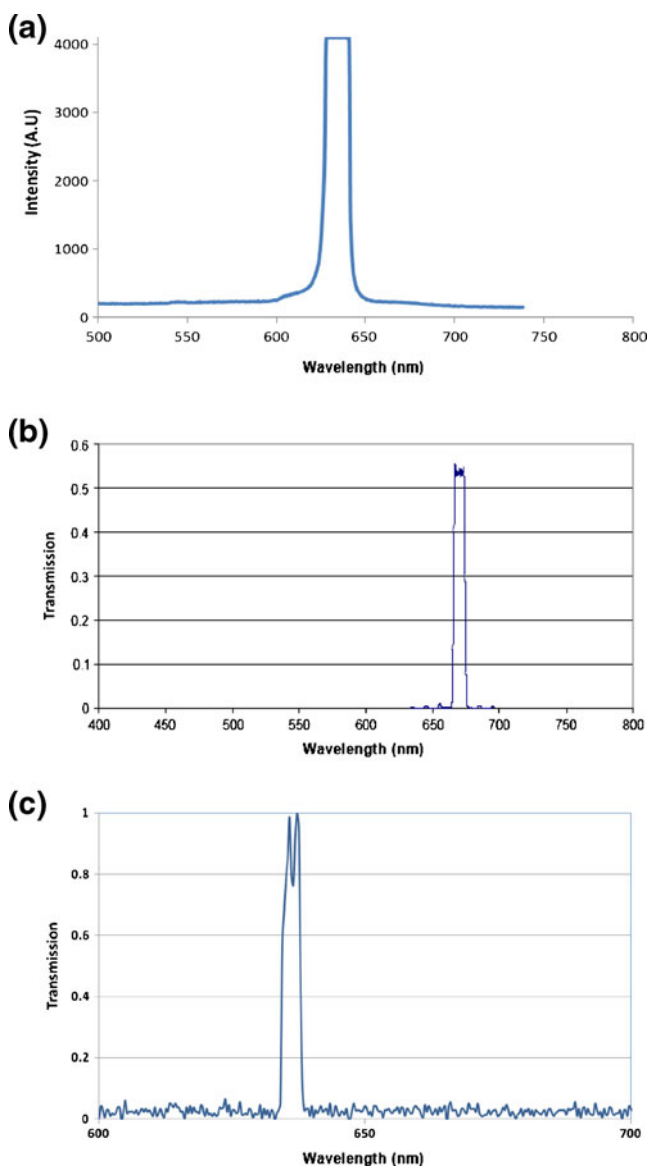 (a)
Intensity (A.U)
4000
3000
2000
1000
0
500 550 600 650 700 750 800
Wavelength (nm)
(b)
Transmission
0.6
0.5
0.4
0.3
0.2
0.1
0
400 450 500 550 600 650 700 750 800
Wavelength (nm)
(c)
Transmission
1
0.8
0.6
0.4
0.2
0
600 650 700
Wavelength (nm)